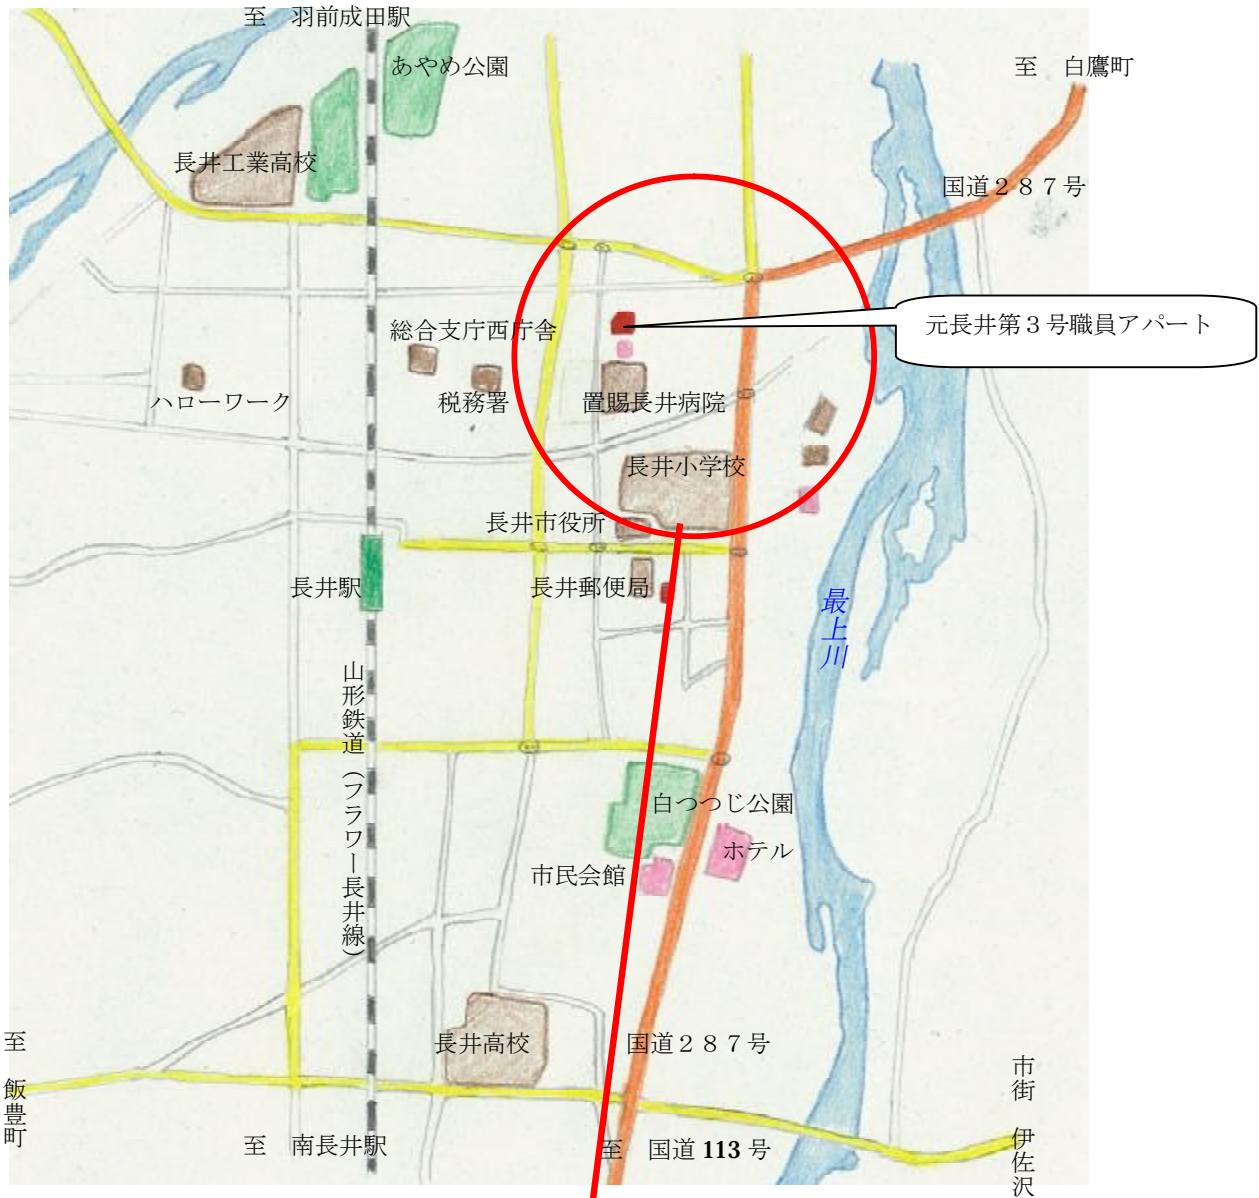 至　羽前成田駅
あやめ公園
至　白鷹町
長井工業高校
国道２８７号
元長井第３号職員アパート
総合支庁西庁舎
ハローワーク
税務署
置賜長井病院
長井小学校
長井市役所
長井駅
長井郵便局
最上川
山形鉄道（フラワー長井線）
白つつじ公園
ホテル
市民会館
長井高校
国道２８７号
至　飯豊町
市街　伊佐沢
至　南長井駅
至　国道 113 号